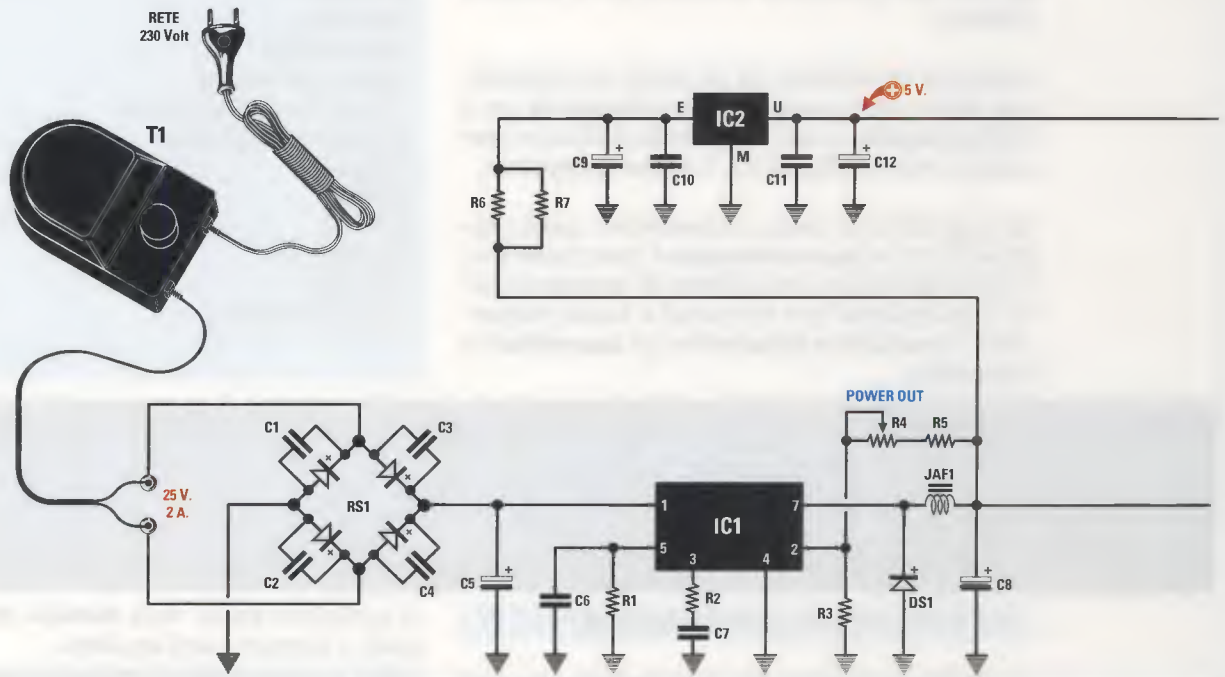 RETE
230 Volt
T1
E
IC2
U
+ 5 V.
M
C9
+
C10
C11
+
C12
R6
R7
POWER OUT
R4
R5
JAF1
C1
C3
RS1
C2
C4
25 V.
2 A.
1
7
IC1
5
3
4
2
C5
+
C6
R1
R2
C7
R3
+
DS1
+
C8